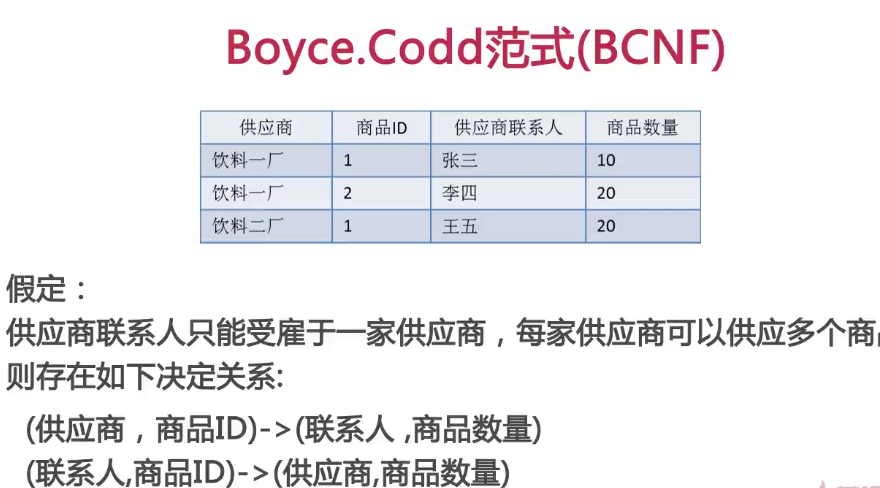 Boyce.Codd范式(BCNF)
供应商 商品ID 供应商联系人 商品数量
饮料一厂 1 张三 10
饮料一厂 2 李四 20
饮料二厂 1 王五 20
假定：
供应商联系人只能受雇于一家供应商，每家供应商可以供应多个商
则存在如下决定关系:
(供应商，商品ID)->(联系人 ,商品数量)
(联系人,商品ID)->(供应商,商品数量)